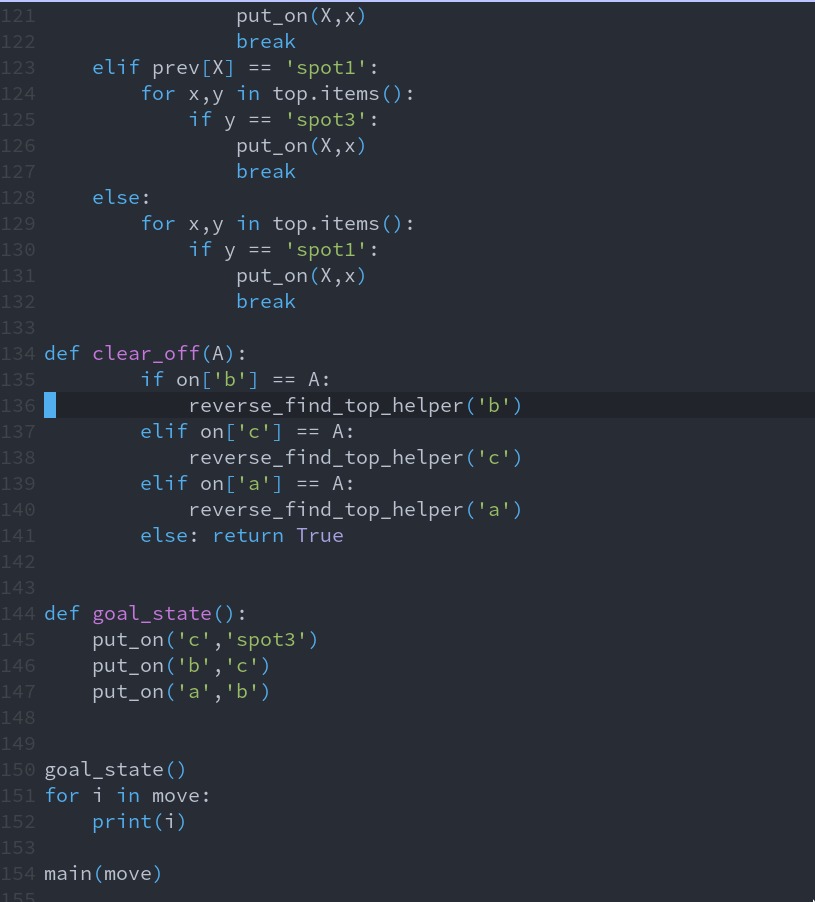 121                 put_on(X,x)
122                 break
123     elif prev[X] == 'spot1':
124         for x,y in top.items():
125             if y == 'spot3':
126                 put_on(X,x)
127                 break
128     else:
129         for x,y in top.items():
130             if y == 'spot1':
131                 put_on(X,x)
132                 break
133
134 def clear_off(A):
135         if on['b'] == A:
136             reverse_find_top_helper('b')
137         elif on['c'] == A:
138             reverse_find_top_helper('c')
139         elif on['a'] == A:
140             reverse_find_top_helper('a')
141         else: return True
142
143
144 def goal_state():
145     put_on('c','spot3')
146     put_on('b','c')
147     put_on('a','b')
148
149
150 goal_state()
151 for i in move:
152     print(i)
153
154 main(move)
155